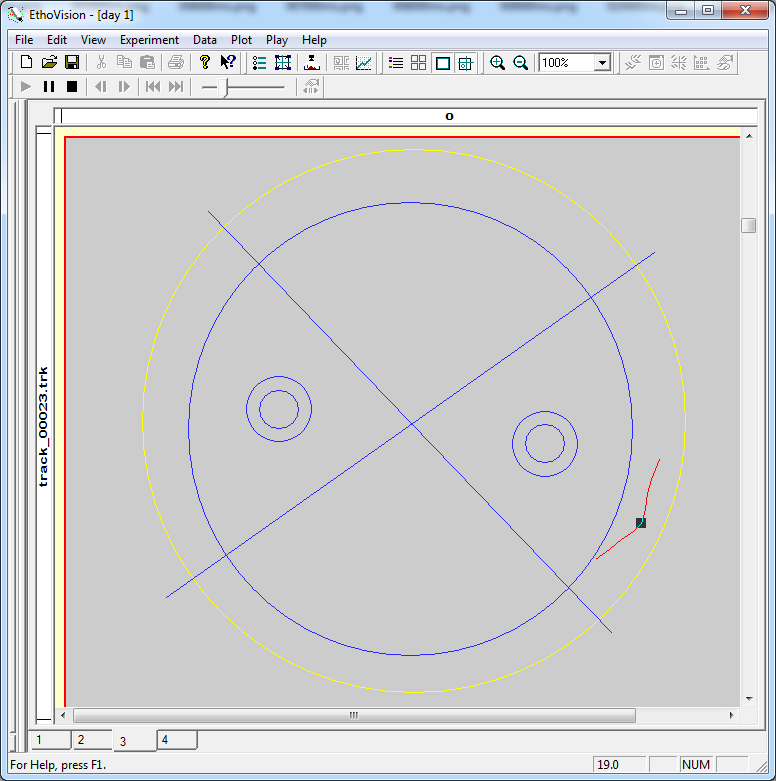 EthoVision - [day 1]
File Edit View Experiment Data Plot Play Help
100%
o
track_00023.trk
1 2 3 4
For Help, press F1.
19.0 NUM